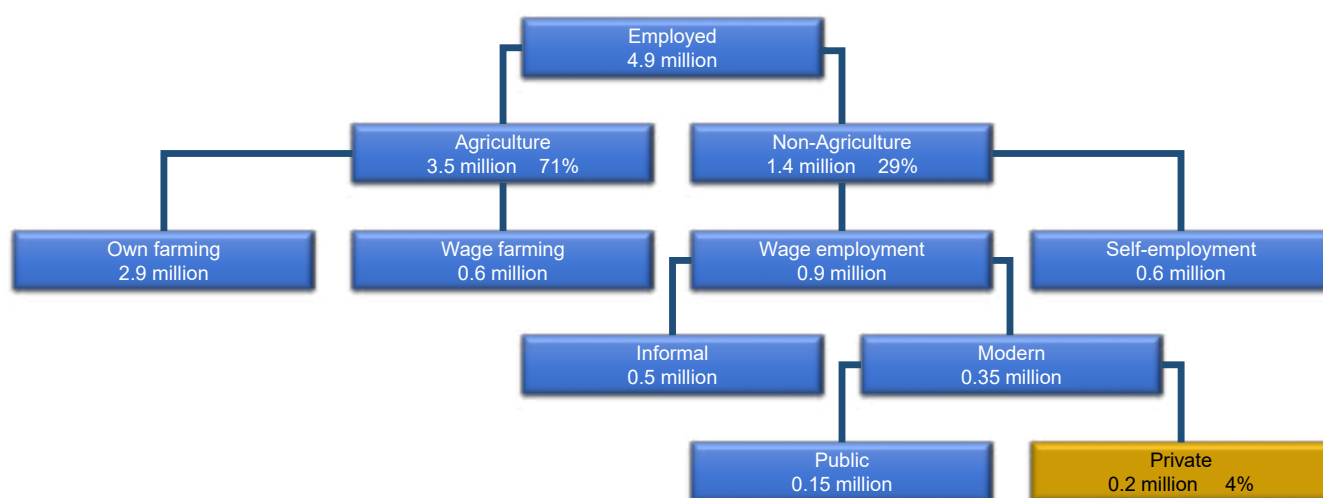 Employed
4.9 million
Agriculture
3.5 million 71%
Non-Agriculture
1.4 million 29%
Own farming
2.9 million
Wage farming
0.6 million
Wage employment
0.9 million
Self-employment
0.6 million
Informal
0.5 million
Modern
0.35 million
Public
0.15 million
Private
0.2 million 4%